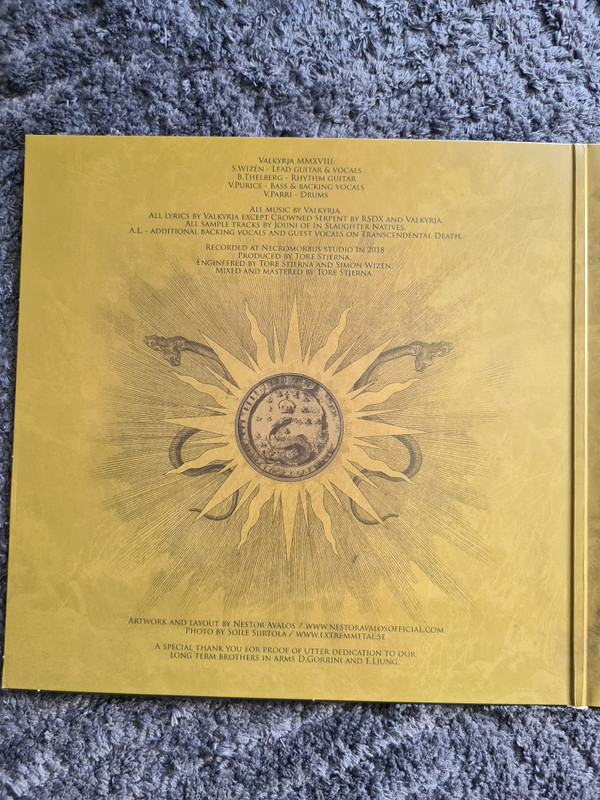 Valkyrja MMXVIII:
S.Wizén - Lead guitar & vocals
B.Thelberg - Rhythm guitar
V.Purice - Bass & backing vocals
V.Parri - Drums
All music by Valkyrja.
All lyrics by Valkyrja except Crowned Serpent by RSDX and Valkyrja.
All sample tracks by Jouni of In Slaughter Natives.
A.L. - additional backing vocals and guest vocals on Transcendental Death.
Recorded at Necromorbus Studio in 2018
Produced by Tore Stjerna.
Engineered by Tore Stjerna and Simon Wizén.
Mixed and mastered by Tore Stjerna.
Artwork and layout by Nestor Avalos / www.nestoravalosofficial.com
Photo by Soile Siirtola / www.extremmetal.se
A special thank you for proof of utter dedication to our
long term brothers in arms D.Gorrini and E.Ljung.